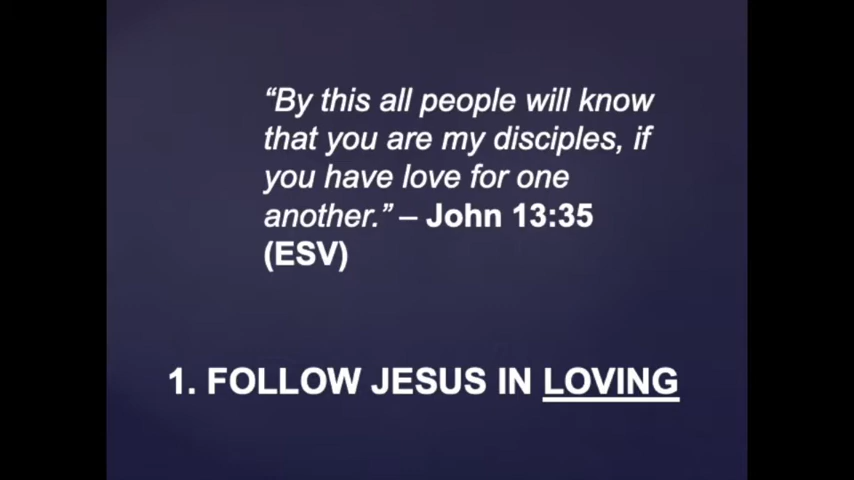 “By this all people will know
that you are my disciples, if
you have love for one
another.” – John 13:35
(ESV)
1. FOLLOW JESUS IN LOVING